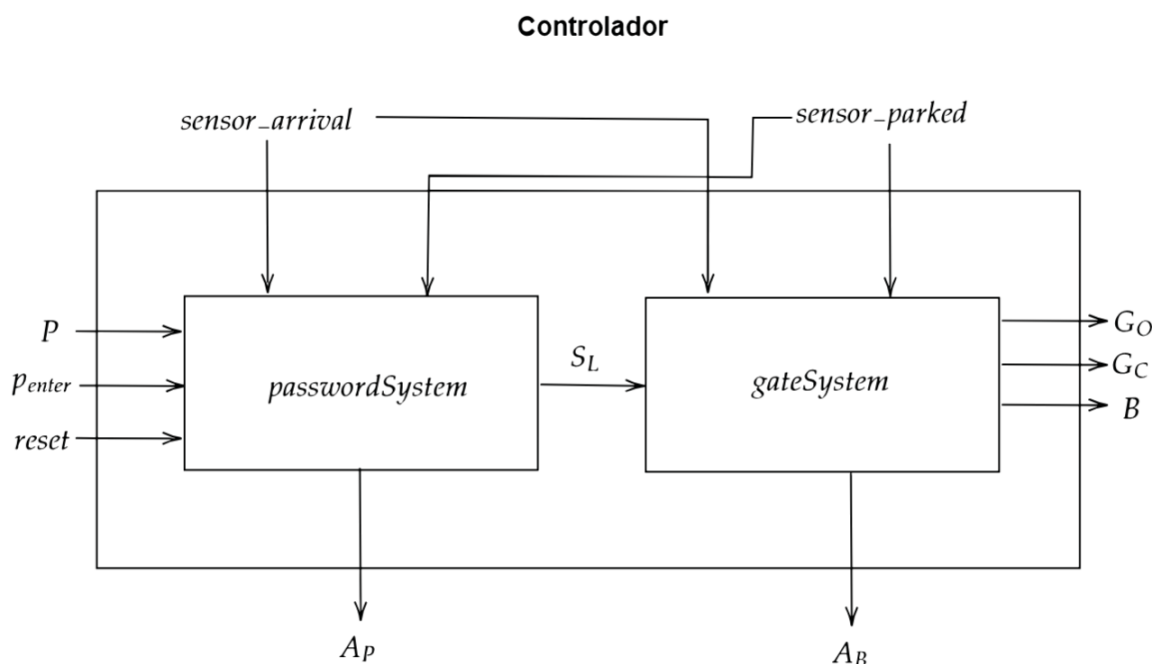 Controlador
sensor_arrival
sensor_parked
P
p_enter
reset
passwordSystem
S_L
gateSystem
G_O
G_C
B
A_P
A_B